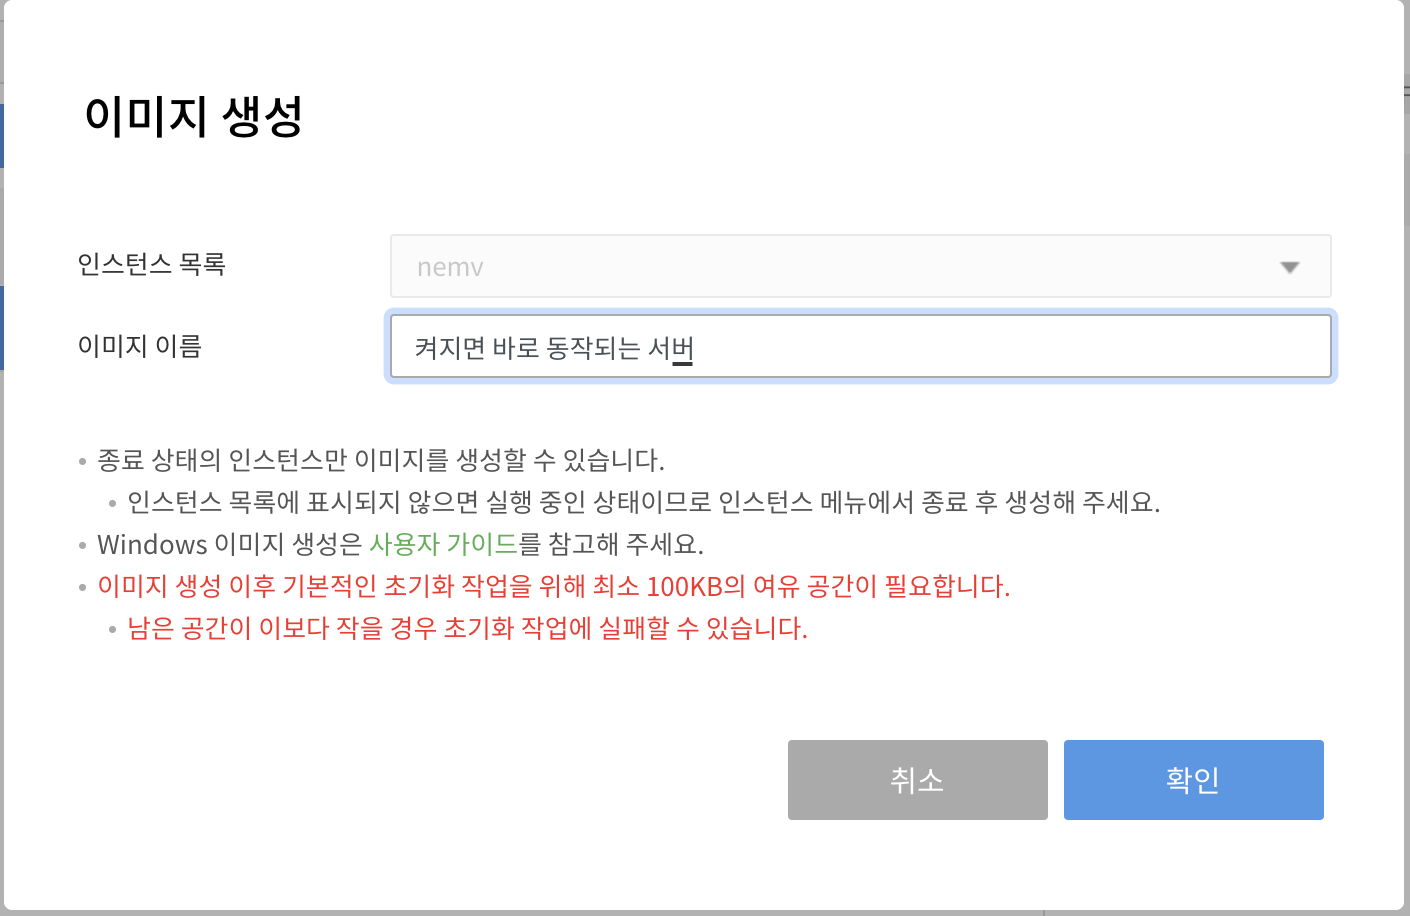 이미지 생성
인스턴스 목록
nemv
이미지 이름
켜지면 바로 동작되는 서버
종료 상태의 인스턴스만 이미지를 생성할 수 있습니다.
인스턴스 목록에 표시되지 않으면 실행 중인 상태이므로 인스턴스 메뉴에서 종료 후 생성해 주세요.
Windows 이미지 생성은 사용자 가이드를 참고해 주세요.
이미지 생성 이후 기본적인 초기화 작업을 위해 최소 100KB의 여유 공간이 필요합니다.
남은 공간이 이보다 작을 경우 초기화 작업에 실패할 수 있습니다.
취소
확인